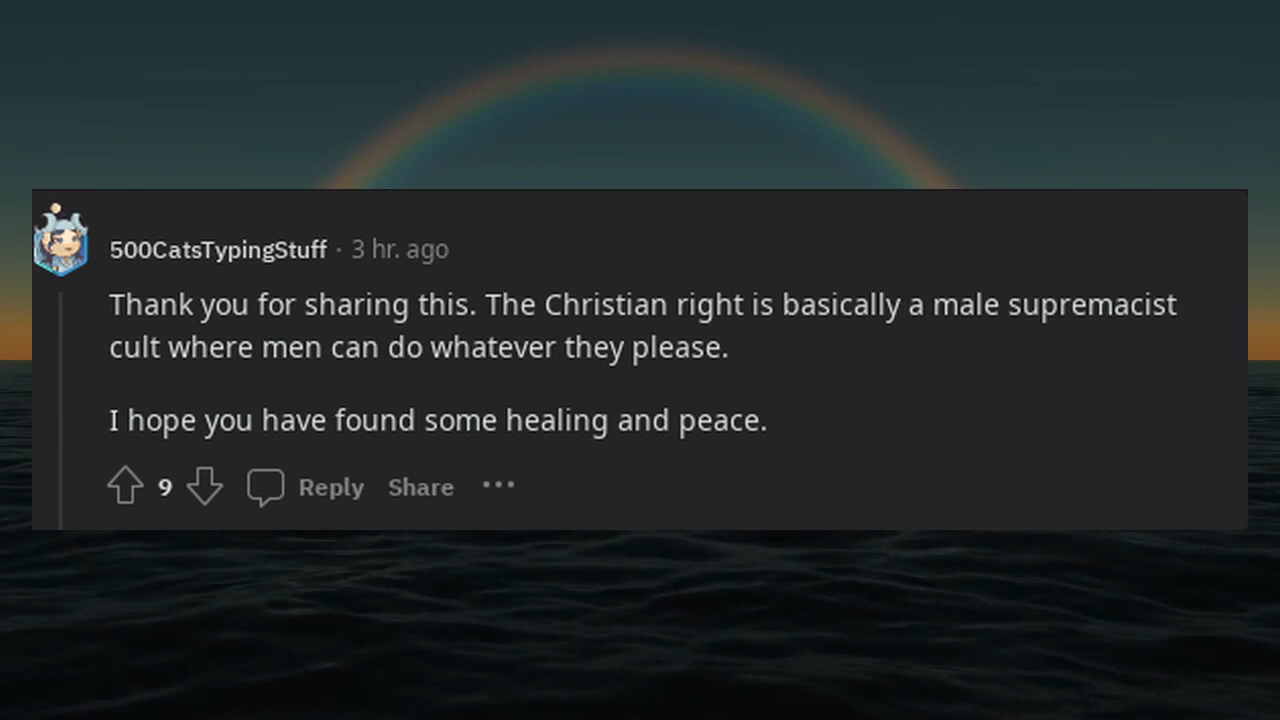 500CatsTypingStuff · 3 hr. ago
Thank you for sharing this. The Christian right is basically a male supremacist
cult where men can do whatever they please.
I hope you have found some healing and peace.
9 Reply Share